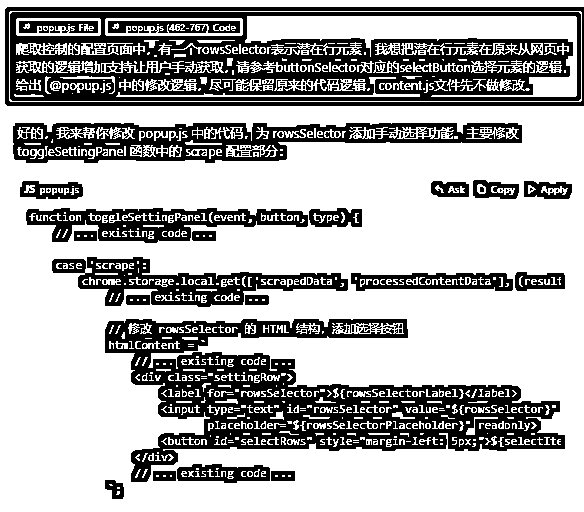 # popup.js File # popup.js (462-767) Code
爬取控制的配置页面中，有一个rowsSelector表示潜在行元素，我想把潜在行元素在原来从网页中
获取的逻辑增加支持让用户手动获取，请参考buttonSelector对应的selectButton选择元素的逻辑，
给出 @popup.js 中的修改逻辑，尽可能保留原来的代码逻辑，content.js文件先不做修改。
好的，我来帮你修改 popup.js 中的代码，为 rowsSelector 添加手动选择功能。主要修改
toggleSettingPanel 函数中的 scrape 配置部分：
JS popup.js Ask Copy Apply
function toggleSettingPanel(event, button, type) {
// ... existing code ...
case 'scrape':
chrome.storage.local.get(['scrapedData', 'processedContentData'], (result
// ... existing code ...
// 修改 rowsSelector 的 HTML 结构，添加选择按钮
htmlContent = `
// ... existing code ...
<div class="settingRow">
<label for="rowsSelector">${rowsSelectorLabel}</label>
<input type="text" id="rowsSelector" value="${rowsSelector}"
placeholder="${rowsSelectorPlaceholder}" readonly>
<button id="selectRows" style="margin-left: 5px;">${selectIte
</div>
// ... existing code ...
`;